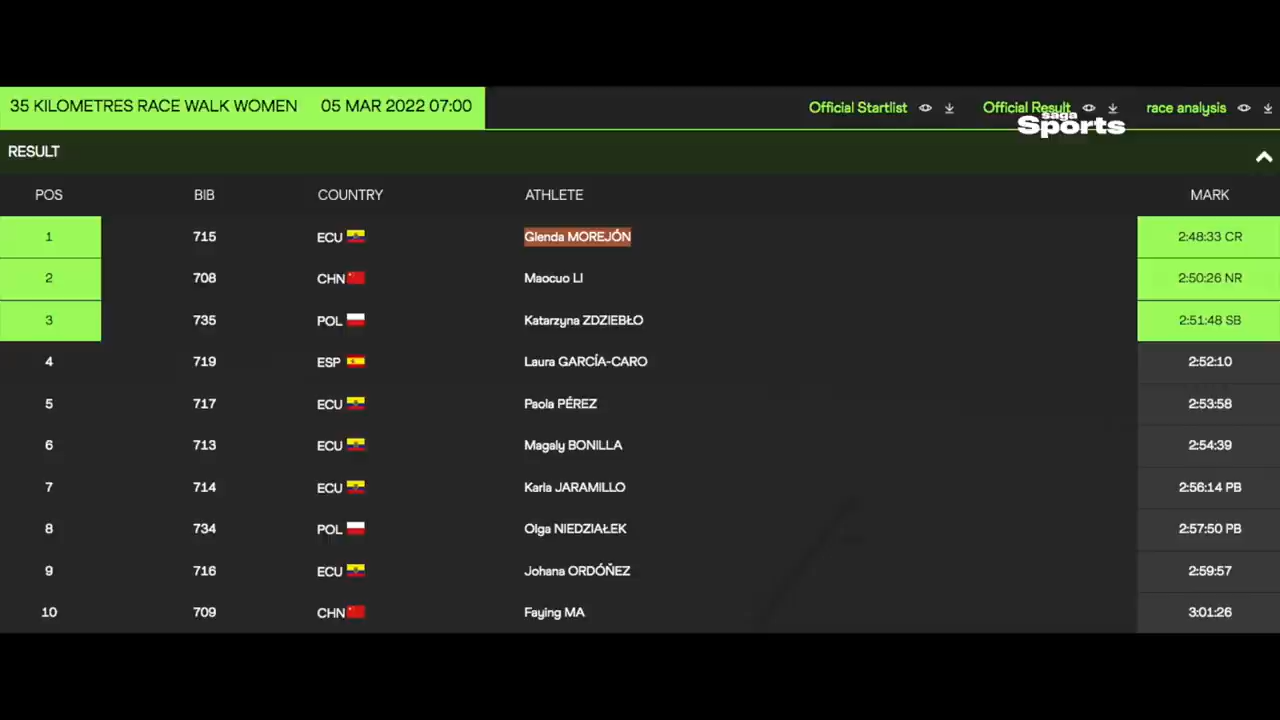 35 KILOMETRES RACE WALK WOMEN 05 MAR 2022 07:00 Official Startlist Official Result race analysis
saga
Sports
RESULT
POS BIB COUNTRY ATHLETE MARK
1 715 ECU Glenda MOREJÓN 2:48:33 CR
2 708 CHN Maocuo LI 2:50:26 NR
3 735 POL Katarzyna ZDZIEBŁO 2:51:48 SB
4 719 ESP Laura GARCÍA-CARO 2:52:10
5 717 ECU Paola PÉREZ 2:53:58
6 713 ECU Magaly BONILLA 2:54:39
7 714 ECU Karla JARAMILLO 2:56:14 PB
8 734 POL Olga NIEDZIAŁEK 2:57:50 PB
9 716 ECU Johana ORDÓÑEZ 2:59:57
10 709 CHN Faying MA 3:01:26